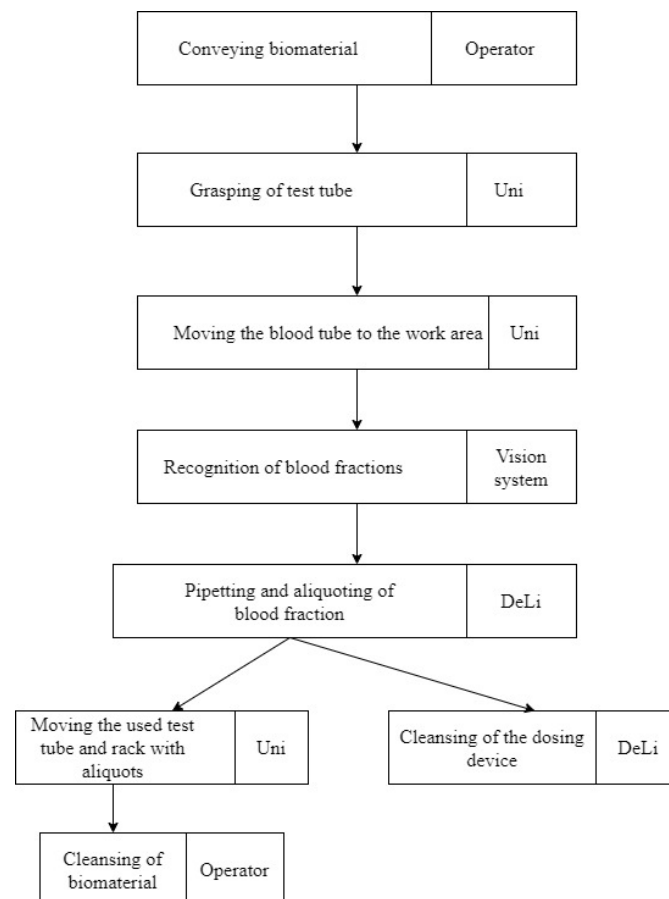 Conveying biomaterial
Operator
Grasping of test tube
Uni
Moving the blood tube to the work area
Uni
Recognition of blood fractions
Vision
system
Pipetting and aliquoting of
blood fraction
DeLi
Moving the used test
tube and rack with
aliquots
Uni
Cleansing of the dosing
device
DeLi
Cleansing of
biomaterial
Operator